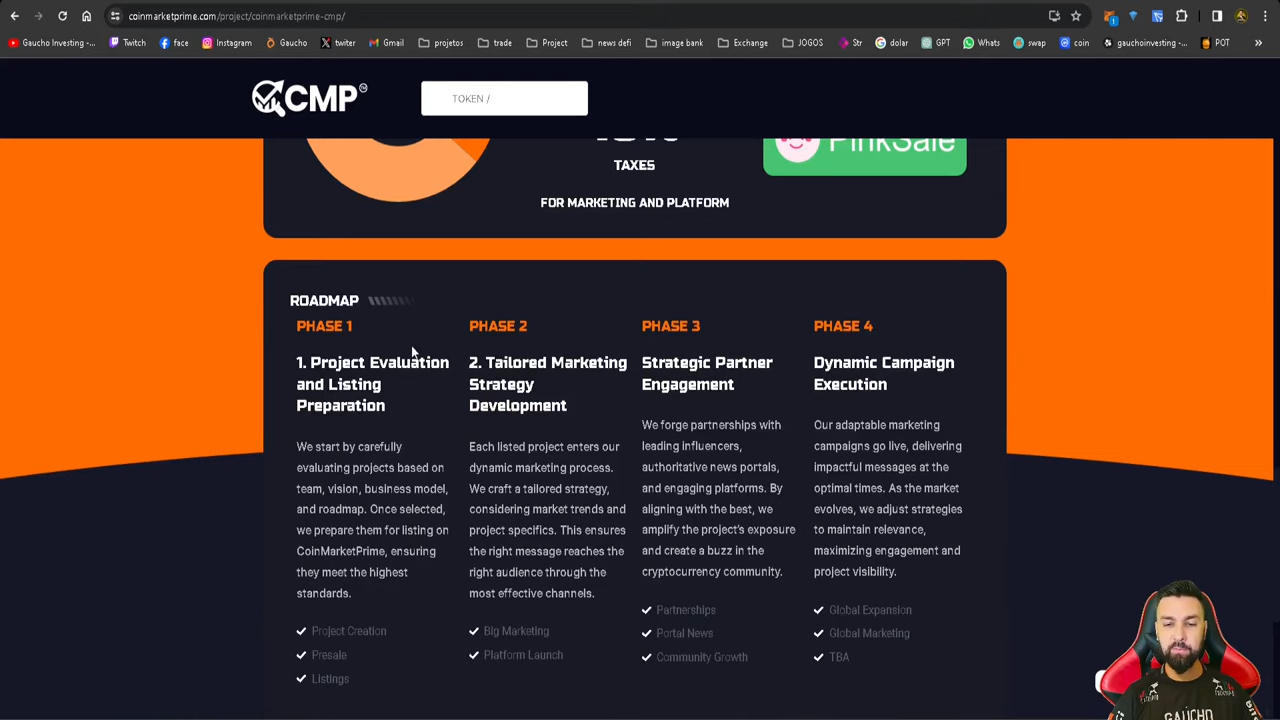 coinmarketprime.com/project/coinmarketprime-cmp/
Gaucho Investing -...
Twitch
face
Instagram
Gaucho
twiter
Gmail
projetos
trade
Project
news defi
image bank
Exchange
JOGOS
Str
dolar
GPT
Whats
swap
coin
gauchoinvesting -...
POT
CMP
TOKEN /
PinkSale
TAXES
FOR MARKETING AND PLATFORM
ROADMAP
PHASE 1
1. Project Evaluation
and Listing
Preparation
We start by carefully
evaluating projects based on
team, vision, business model,
and roadmap. Once selected,
we prepare them for listing on
CoinMarketPrime, ensuring
they meet the highest
standards.
Project Creation
Presale
Listings
PHASE 2
2. Tailored Marketing
Strategy
Development
Each listed project enters our
dynamic marketing process.
We craft a tailored strategy,
considering market trends and
project specifics. This ensures
the right message reaches the
right audience through the
most effective channels.
Big Marketing
Platform Launch
PHASE 3
Strategic Partner
Engagement
We forge partnerships with
leading influencers,
authoritative news portals,
and engaging platforms. By
aligning with the best, we
amplify the project's exposure
and create a buzz in the
cryptocurrency community.
Partnerships
Portal News
Community Growth
PHASE 4
Dynamic Campaign
Execution
Our adaptable marketing
campaigns go live, delivering
impactful messages at the
optimal times. As the market
evolves, we adjust strategies
to maintain relevance,
maximizing engagement and
project visibility.
Global Expansion
Global Marketing
TBA
GAUCHO